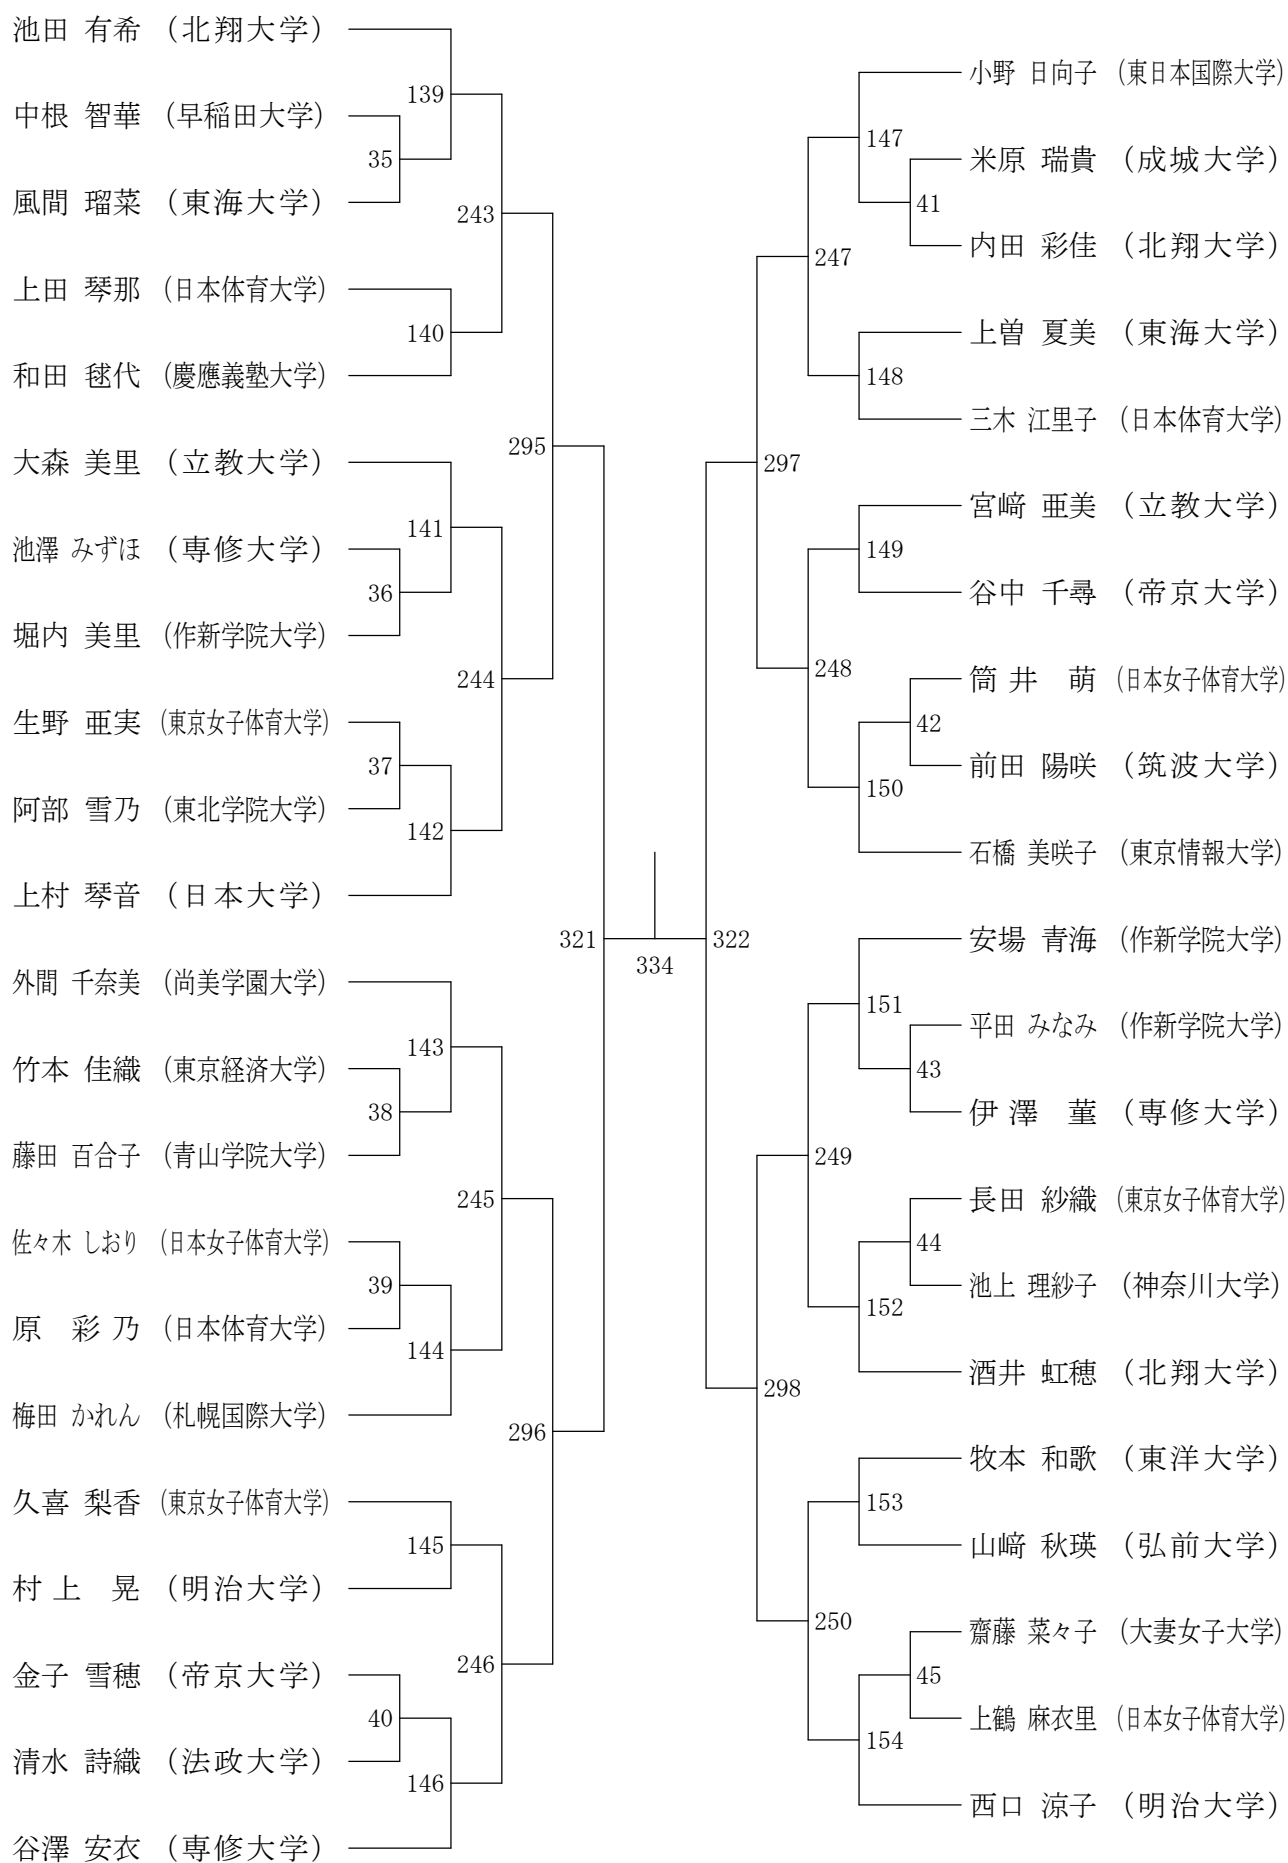 池田 有希 （北翔大学）
139
中根 智華 （早稲田大学）
35
風間 瑠菜 （東海大学）
243
上田 琴那 （日本体育大学）
140
和田 毬代 （慶應義塾大学）
295
大森 美里 （立教大学）
141
池澤 みずほ （専修大学）
36
堀内 美里 （作新学院大学）
244
生野 亜実 （東京女子体育大学）
37
阿部 雪乃 （東北学院大学）
142
上村 琴音 （日本大学）
321
外間 千奈美 （尚美学園大学）
143
竹本 佳織 （東京経済大学）
38
藤田 百合子 （青山学院大学）
245
佐々木 しおり （日本女子体育大学）
39
原 彩乃 （日本体育大学）
144
梅田 かれん （札幌国際大学）
296
久喜 梨香 （東京女子体育大学）
145
村上 晃 （明治大学）
246
金子 雪穂 （帝京大学）
40
清水 詩織 （法政大学）
146
谷澤 安衣 （専修大学）
334
小野 日向子 （東日本国際大学）
147
米原 瑞貴 （成城大学）
41
内田 彩佳 （北翔大学）
247
上曽 夏美 （東海大学）
148
三木 江里子 （日本体育大学）
297
宮﨑 亜美 （立教大学）
149
谷中 千尋 （帝京大学）
248
筒井 萌 （日本女子体育大学）
42
前田 陽咲 （筑波大学）
150
石橋 美咲子 （東京情報大学）
322
安場 青海 （作新学院大学）
151
平田 みなみ （作新学院大学）
43
伊澤 菫 （専修大学）
249
長田 紗織 （東京女子体育大学）
44
池上 理紗子 （神奈川大学）
152
酒井 虹穂 （北翔大学）
298
牧本 和歌 （東洋大学）
153
山﨑 秋瑛 （弘前大学）
250
齋藤 菜々子 （大妻女子大学）
45
上鶴 麻衣里 （日本女子体育大学）
154
西口 涼子 （明治大学）